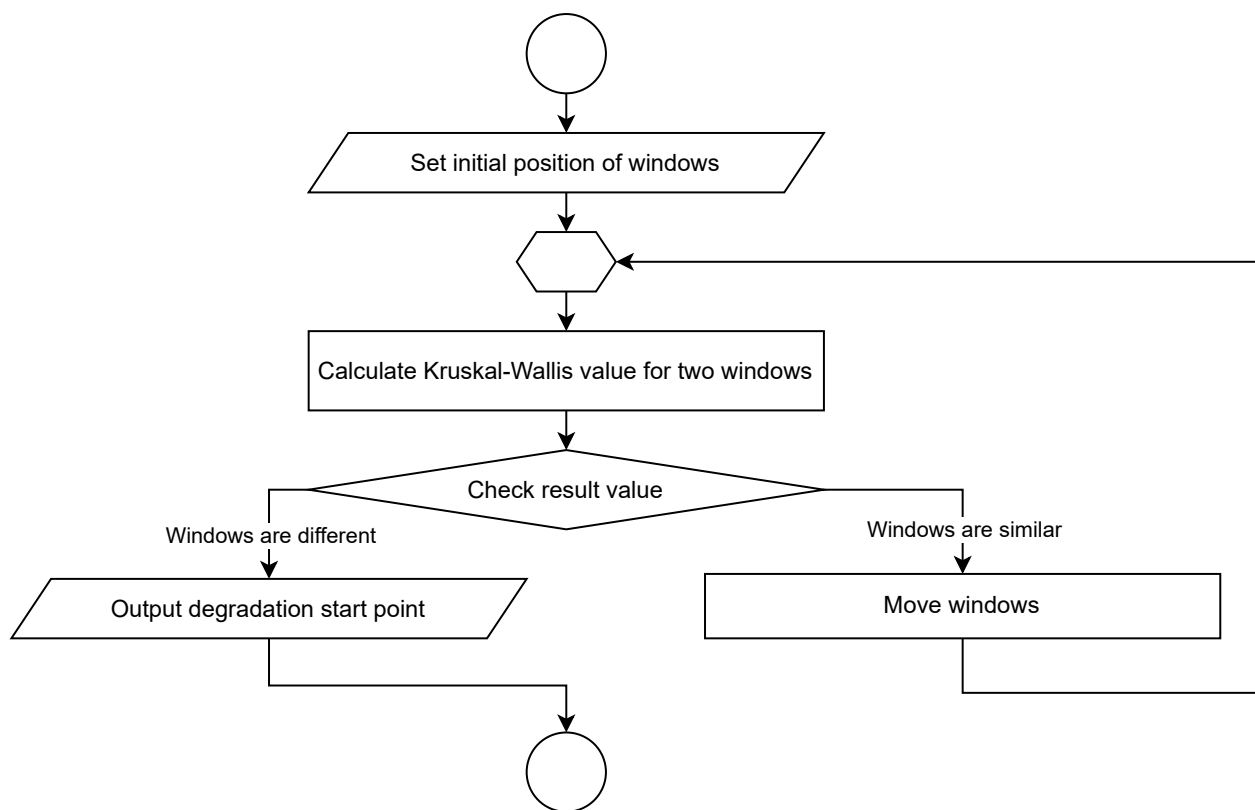 Set initial position of windows
Calculate Kruskal-Wallis value for two windows
Check result value
Windows are different
Windows are similar
Output degradation start point
Move windows